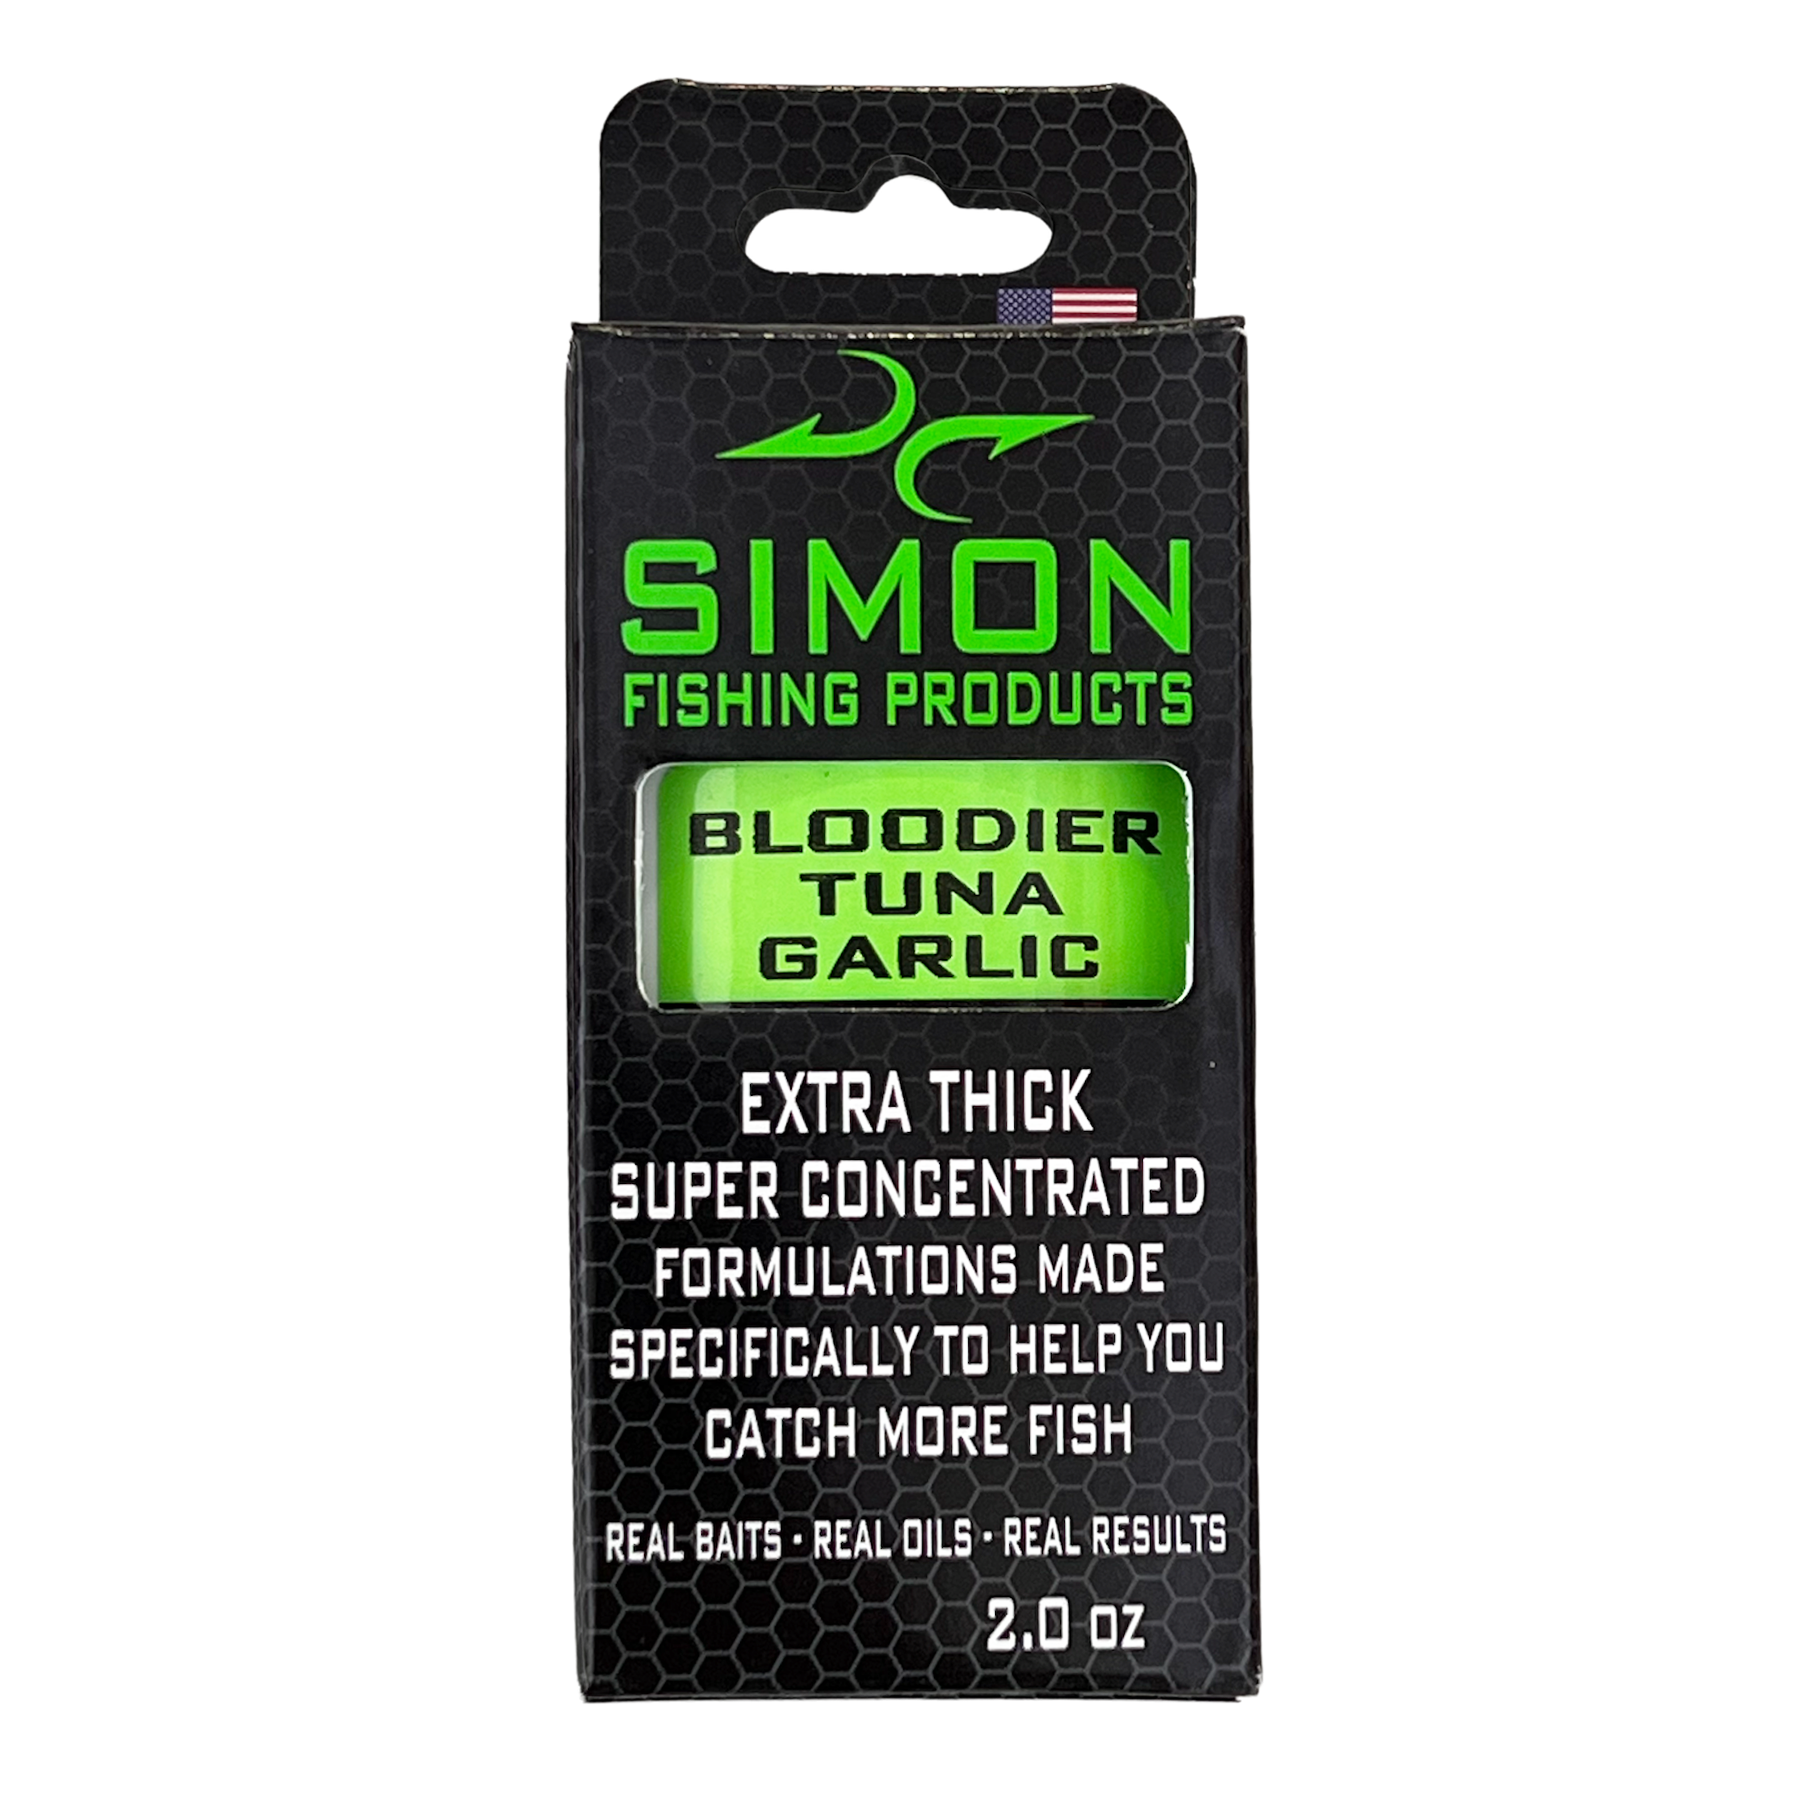 SIMON
FISHING PRODUCTS
BLOODIER
TUNA
GARLIC
EXTRA THICK
SUPER CONCENTRATED
FORMULATIONS MADE
SPECIFICALLY TO HELP YOU
CATCH MORE FISH
REAL BAITS · REAL OILS · REAL RESULTS
2.0 OZ